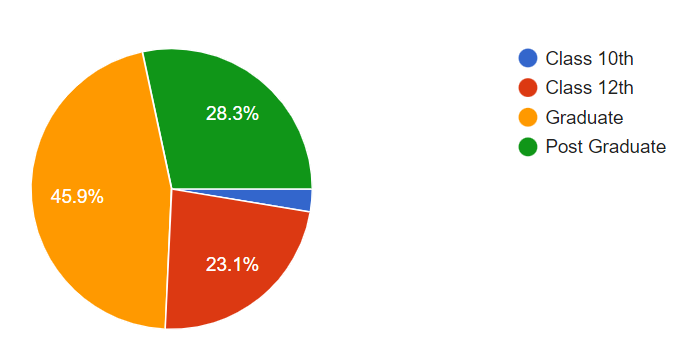 Class 10th
Class 12th
Graduate
Post Graduate
28.3%
45.9%
23.1%